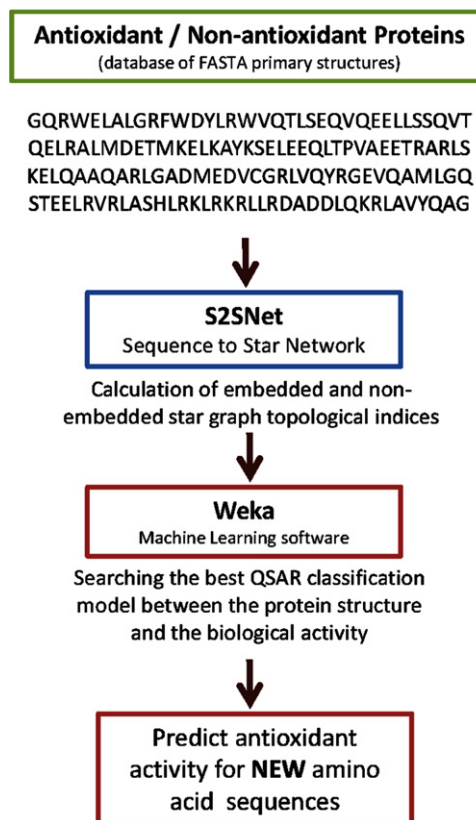 Antioxidant / Non-antioxidant Proteins
(database of FASTA primary structures)
GQRWELALGRFWDYLRWVQTLSEQVQEELLSSQVT
QELRALMDETMKELKAYKSELEEQLTPVAEETRARLS
KELQAAQARLGADMEDVCGRLVQYRGEVQAMLGQ
STEELRVRLASHLRKLRKRLLRDADDLQKRLAVYQAG
S2SNet
Sequence to Star Network
Calculation of embedded and non-
embedded star graph topological indices
Weka
Machine Learning software
Searching the best QSAR classification
model between the protein structure
and the biological activity
Predict antioxidant
activity for NEW amino
acid sequences